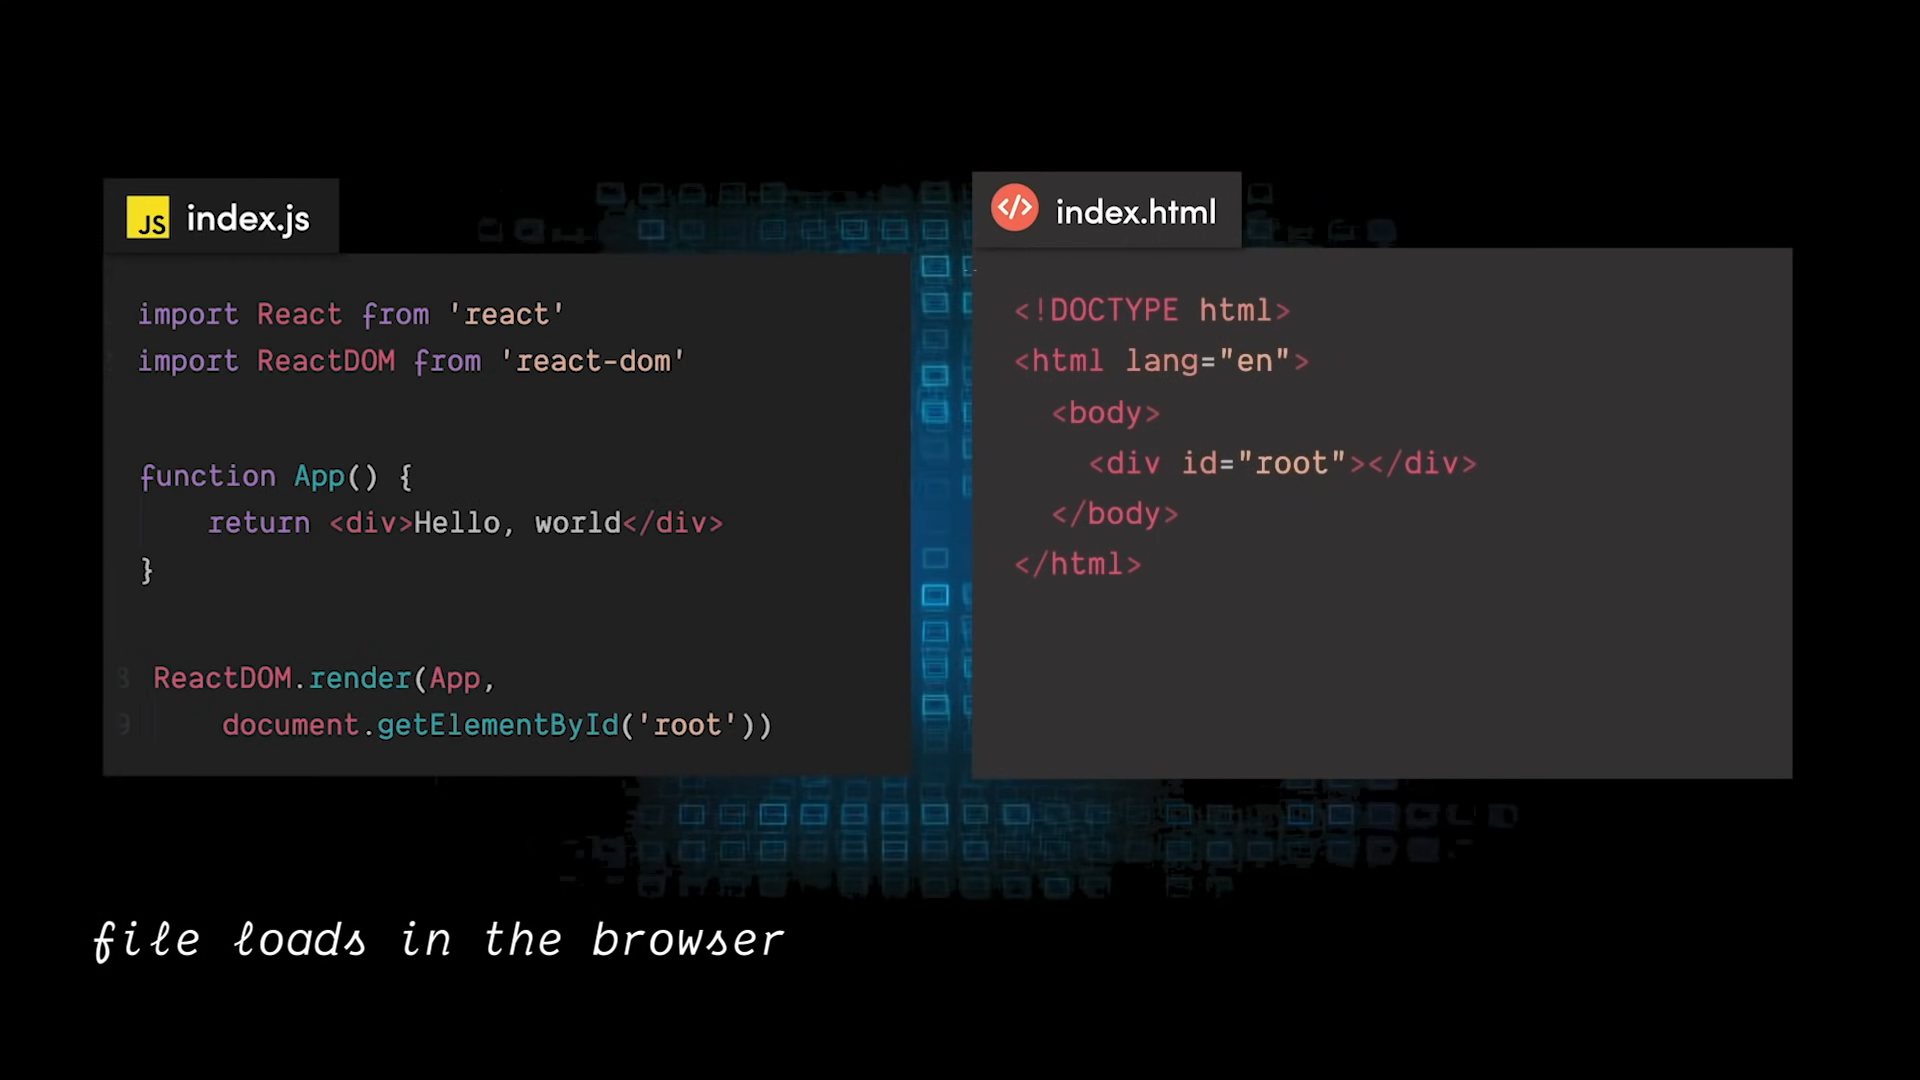 JS index.js
import React from 'react'
import ReactDOM from 'react-dom'
function App() {
return <div>Hello, world</div>
}
8 ReactDOM.render(App,
9 document.getElementById('root'))
</> index.html
<!DOCTYPE html>
<html lang="en">
<body>
<div id="root"></div>
</body>
</html>
file loads in the browser